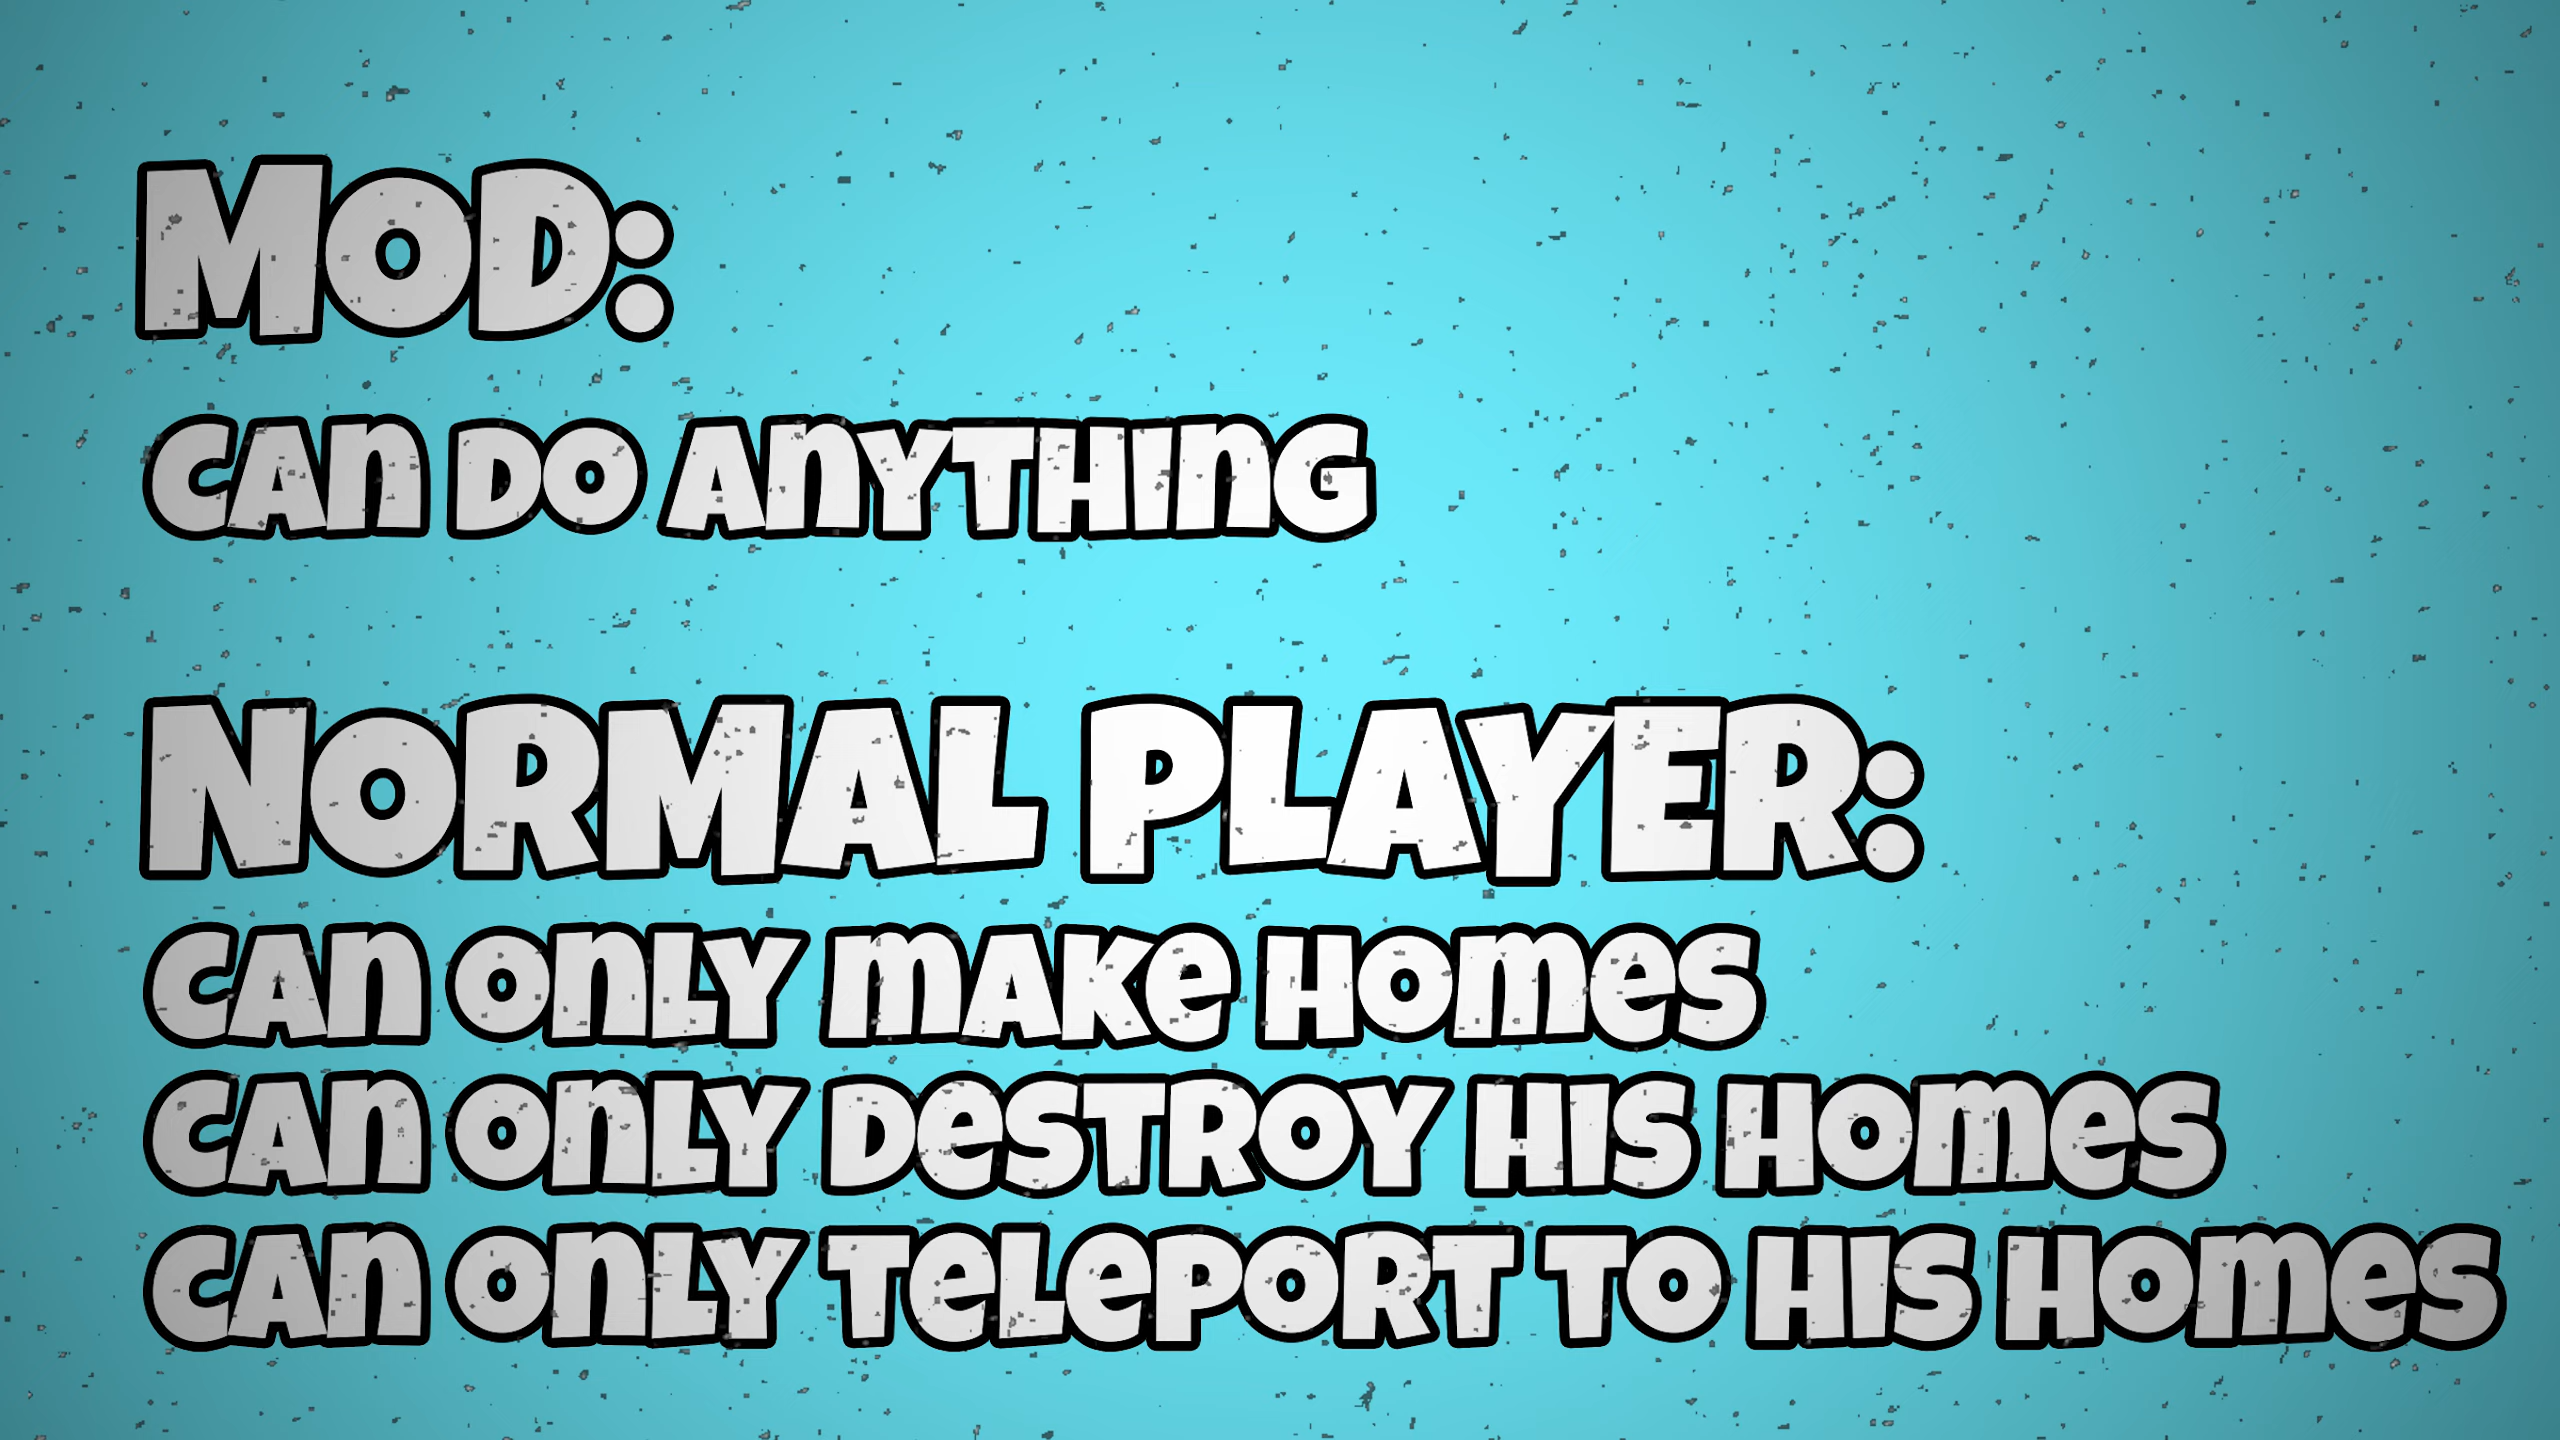 MOD:
CAN DO ANYTHING
NORMAL PLAYER:
CAN ONLY MAKE HOMES
CAN ONLY DESTROY HIS HOMES
CAN ONLY TELEPORT TO HIS HOMES